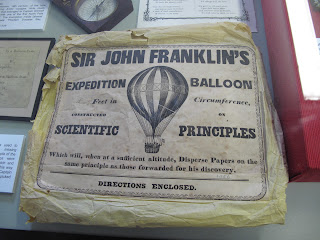 SIR JOHN FRANKLIN'S
EXPEDITION BALLOON
Feet in Circumference,
CONSTRUCTED ON
SCIENTIFIC PRINCIPLES
Which will, when at a sufficient altitude, Disperse Papers on the
same principle as those forwarded for his discovery.
DIRECTIONS ENCLOSED.